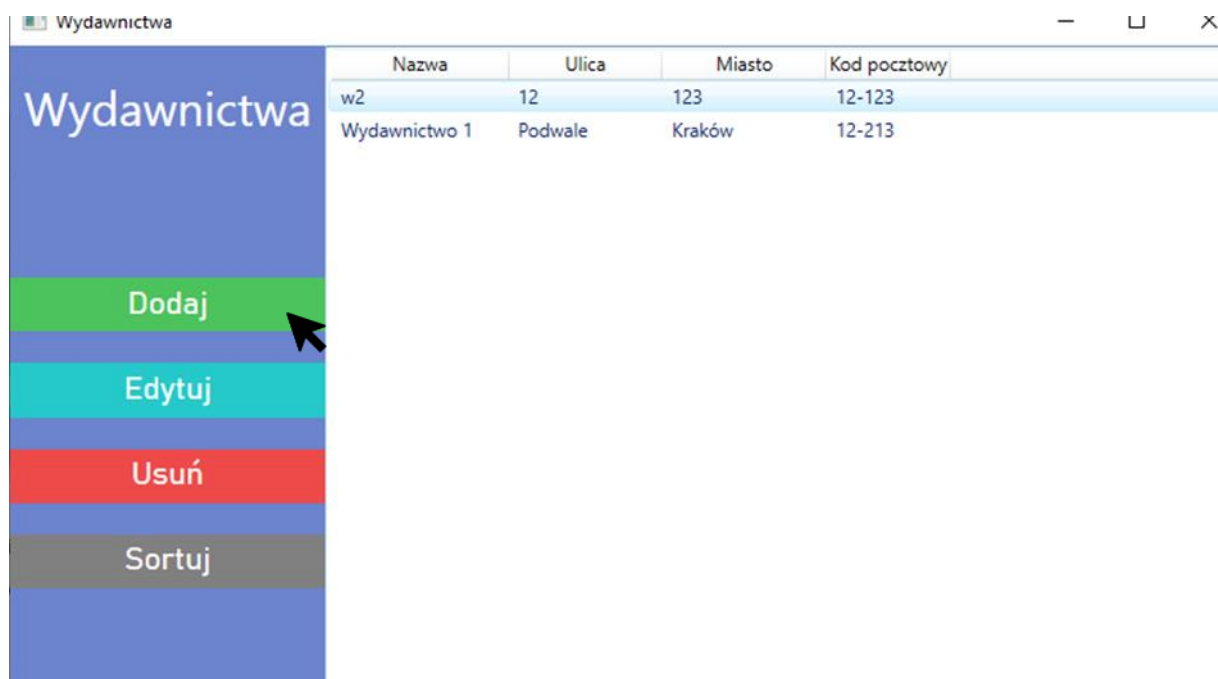 Wydawnictwa
Wydawnictwa
Dodaj
Edytuj
Usuń
Sortuj
Nazwa Ulica Miasto Kod pocztowy
w2 12 123 12-123
Wydawnictwo 1 Podwale Kraków 12-213